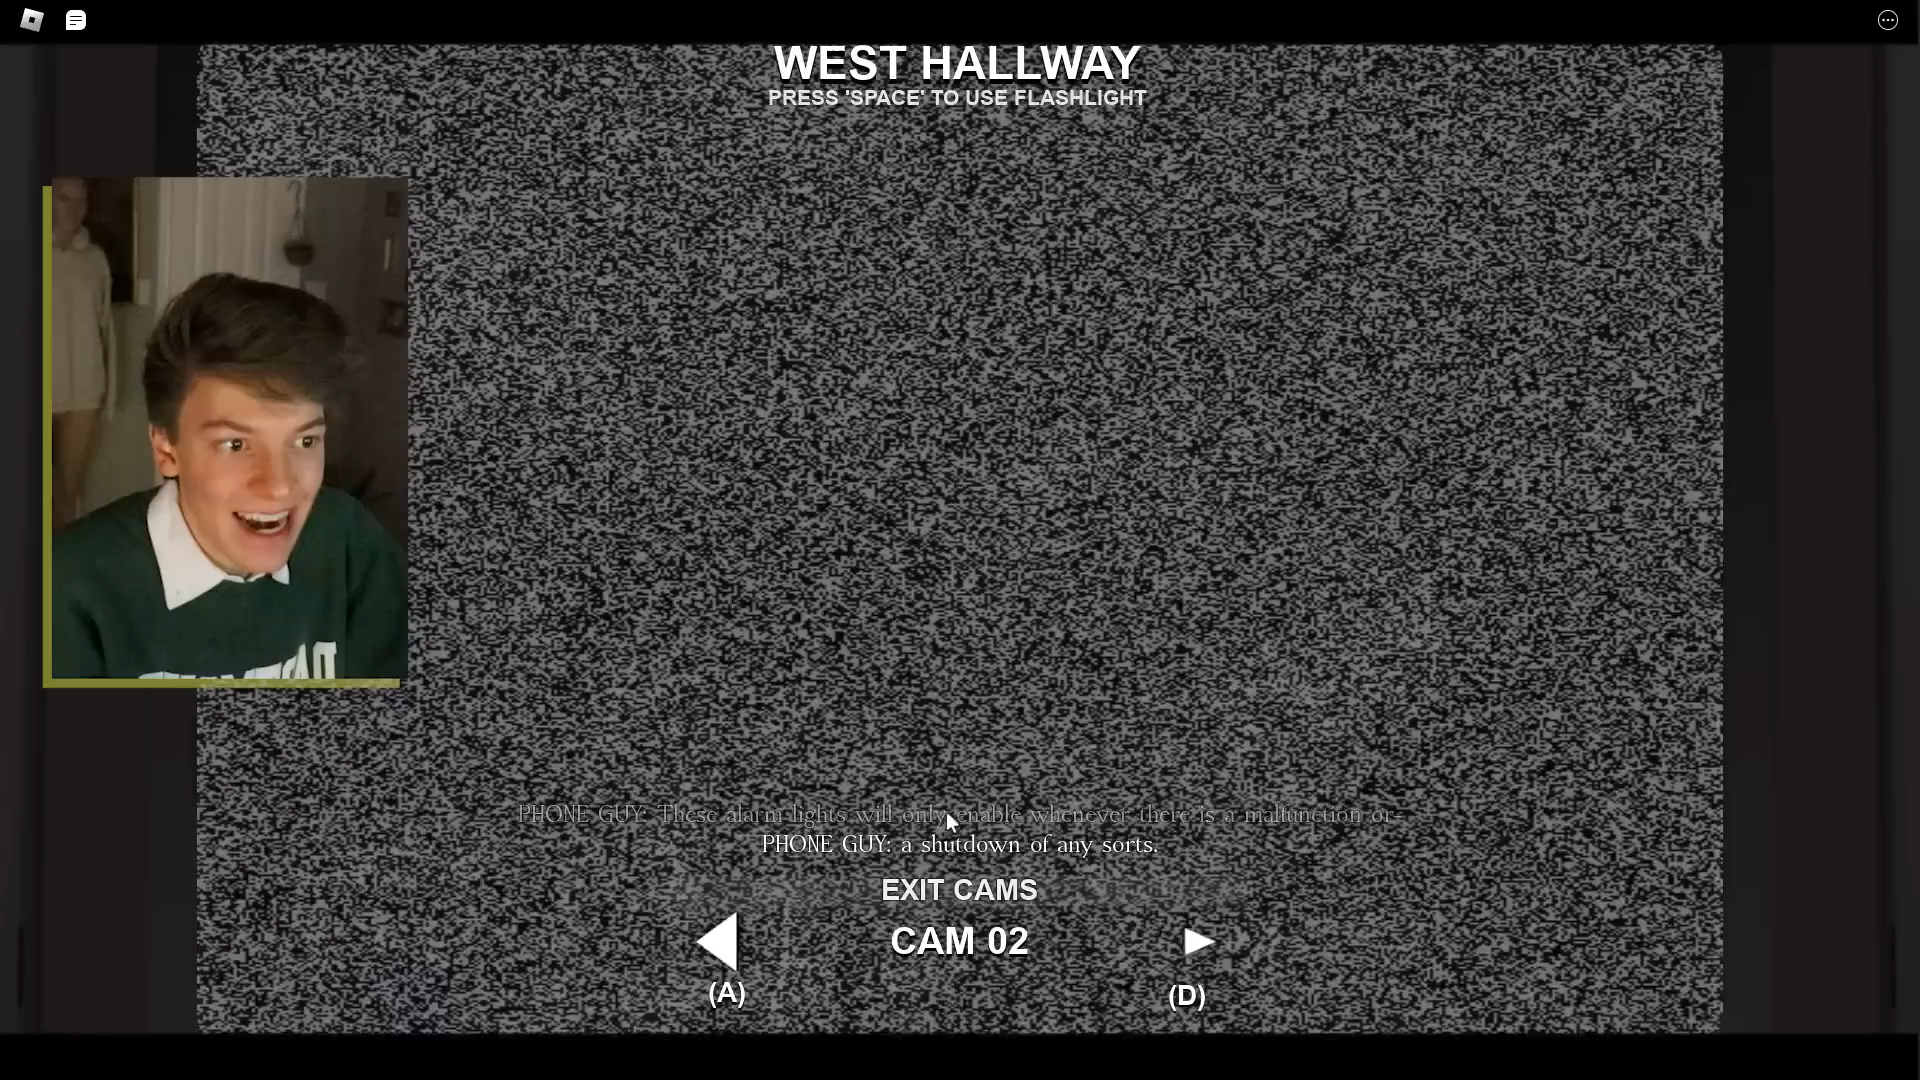 WEST HALLWAY
PRESS 'SPACE' TO USE FLASHLIGHT
PHONE GUY: These alarm lights will only enable whenever there is a malfunction or-
PHONE GUY: a shutdown of any sorts.
EXIT CAMS
CAM 02
(A)
(D)